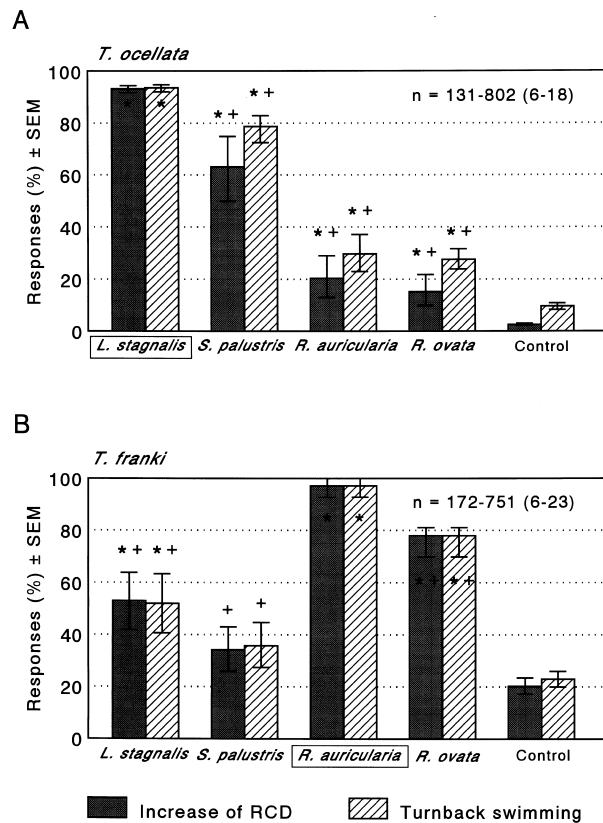 A
T. ocellata
n = 131-802 (6-18)
Responses (%) ± SEM
100
80
60
40
20
0
* *
* + * +
* + * +
* + * +
L. stagnalis S. palustris R. auricularia R. ovata Control
B
T. franki
n = 172-751 (6-23)
Responses (%) ± SEM
100
80
60
40
20
0
* + * +
+ +
* *
* + * +
L. stagnalis S. palustris R. auricularia R. ovata Control
Increase of RCD Turnback swimming